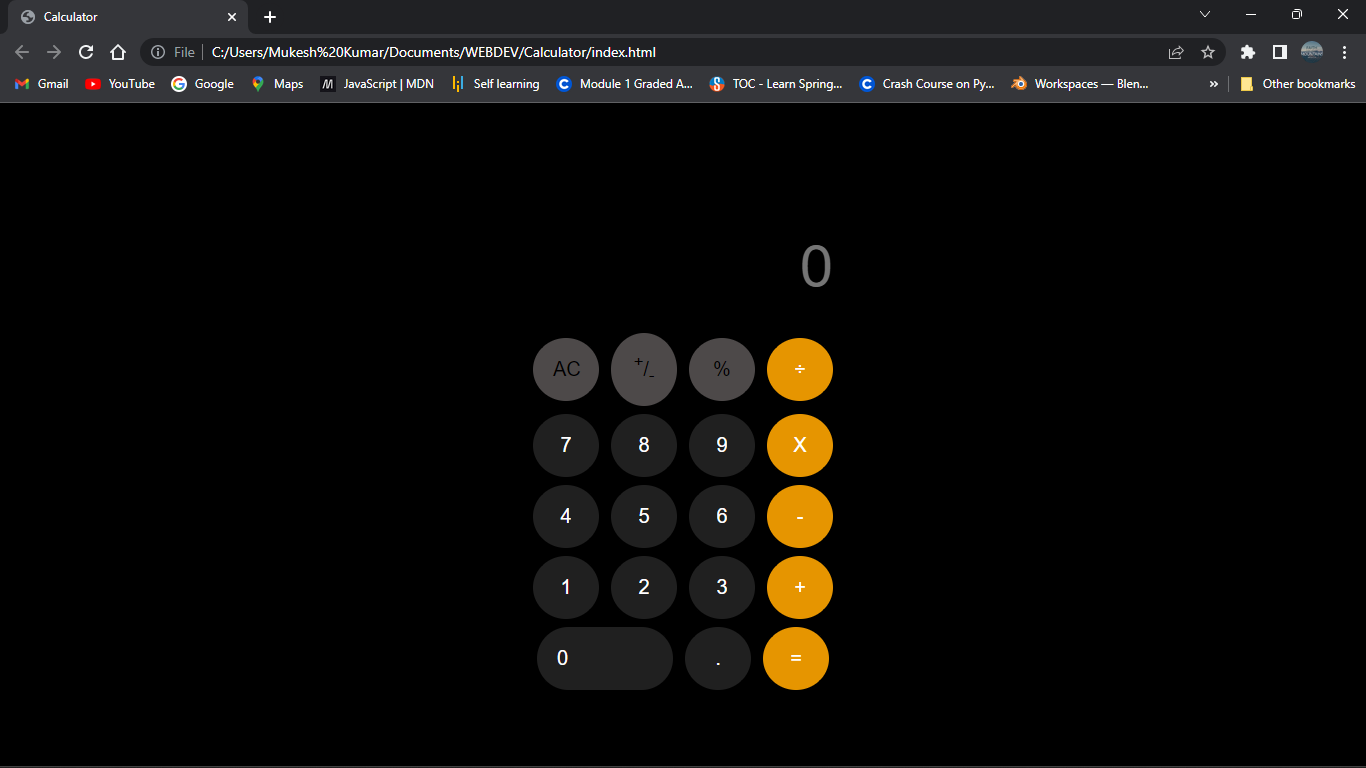 Calculator
File C:/Users/Mukesh%20Kumar/Documents/WEBDEV/Calculator/index.html
Gmail YouTube Google Maps JavaScript | MDN Self learning Module 1 Graded A... TOC - Learn Spring... Crash Course on Py... Workspaces — Blen... » Other bookmarks
0
AC +/- % ÷
7 8 9 X
4 5 6 -
1 2 3 +
0 . =